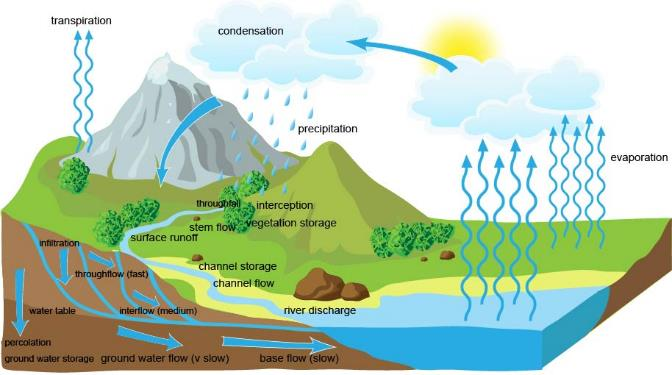 transpiration
condensation
precipitation
evaporation
throughfall
interception
stem flow
vegetation storage
surface runoff
infiltration
channel storage
throughflow (fast)
channel flow
water table
interflow (medium)
river discharge
percolation
ground water storage
ground water flow (v slow)
base flow (slow)